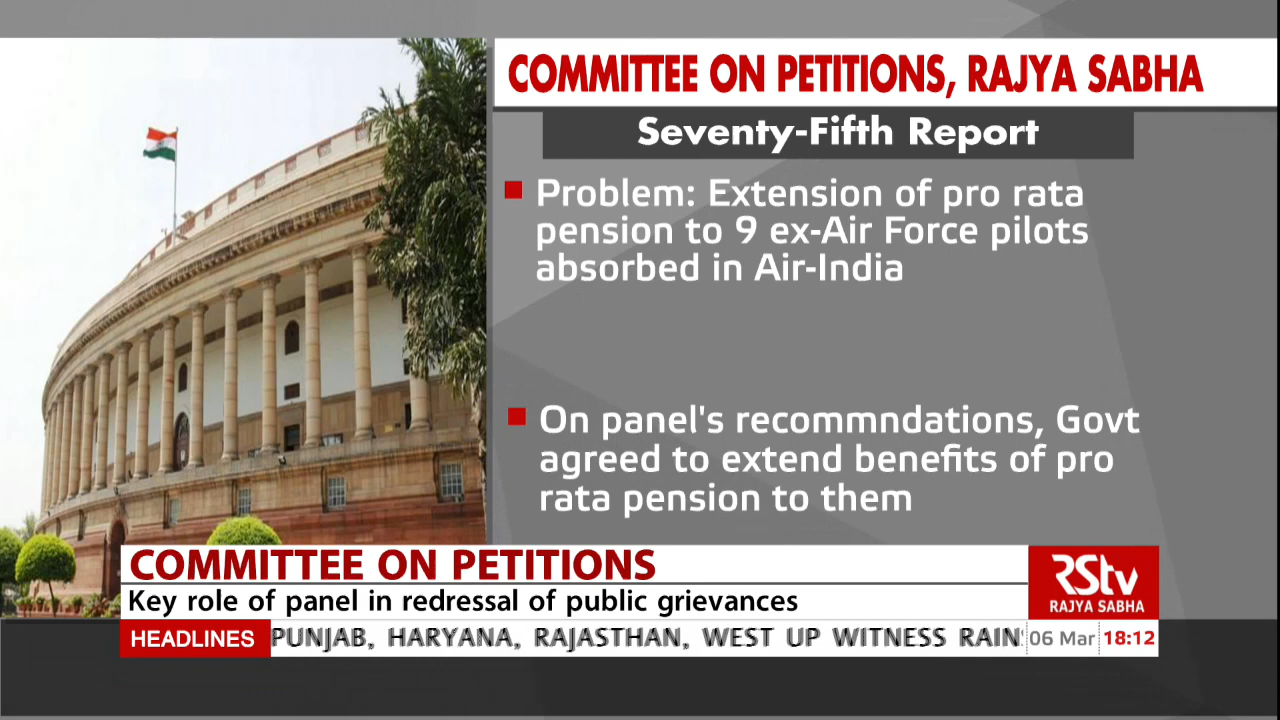 COMMITTEE ON PETITIONS, RAJYA SABHA
Seventy-Fifth Report
Problem: Extension of pro rata
pension to 9 ex-Air Force pilots
absorbed in Air-India
On panel's recommndations, Govt
agreed to extend benefits of pro
rata pension to them
COMMITTEE ON PETITIONS
Key role of panel in redressal of public grievances
RStv
RAJYA SABHA
HEADLINES PUNJAB, HARYANA, RAJASTHAN, WEST UP WITNESS RAIN 06 Mar 18:12